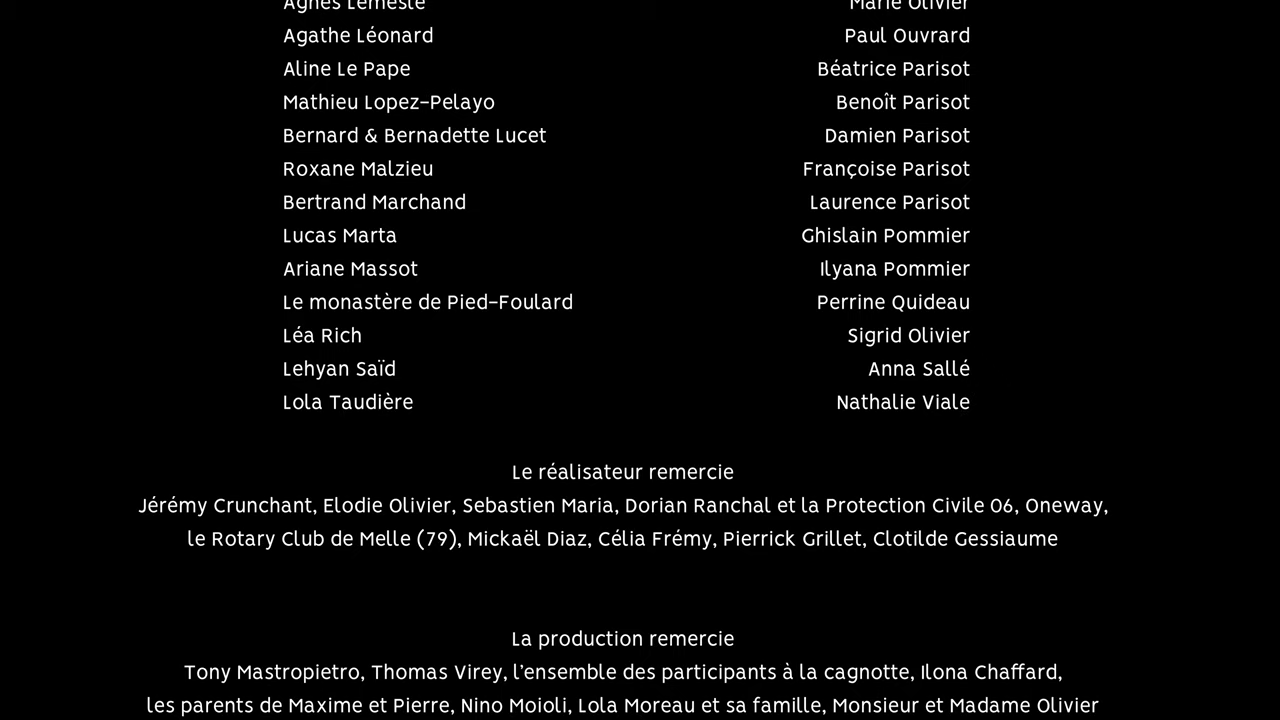 Agnès Lemesle Marie Olivier
Agathe Léonard Paul Ouvrard
Aline Le Pape Béatrice Parisot
Mathieu Lopez-Pelayo Benoît Parisot
Bernard & Bernadette Lucet Damien Parisot
Roxane Malzieu Françoise Parisot
Bertrand Marchand Laurence Parisot
Lucas Marta Ghislain Pommier
Ariane Massot Ilyana Pommier
Le monastère de Pied-Foulard Perrine Quideau
Léa Rich Sigrid Olivier
Lehyan Saïd Anna Sallé
Lola Taudière Nathalie Viale
Le réalisateur remercie
Jérémy Crunchant, Elodie Olivier, Sebastien Maria, Dorian Ranchal et la Protection Civile 06, Oneway,
le Rotary Club de Melle (79), Mickaël Diaz, Célia Frémy, Pierrick Grillet, Clotilde Gessiaume
La production remercie
Tony Mastropietro, Thomas Virey, l’ensemble des participants à la cagnotte, Ilona Chaffard,
les parents de Maxime et Pierre, Nino Moioli, Lola Moreau et sa famille, Monsieur et Madame Olivier